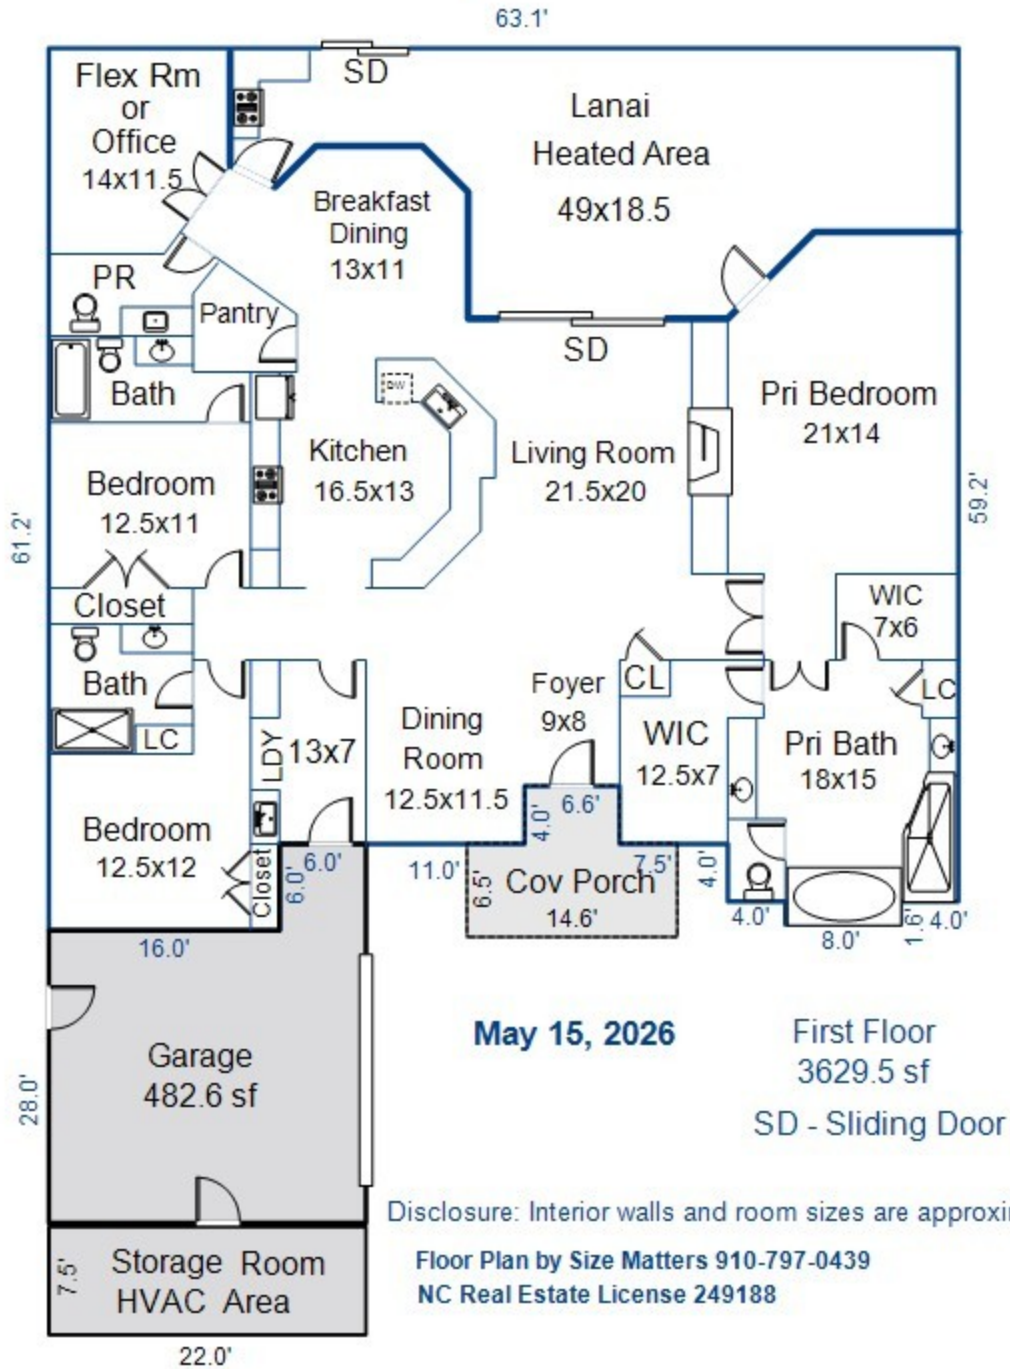 63.1'
Flex Rm
or
Office
14x11.5
SD
Lanai
Heated Area
49x18.5
Breakfast
Dining
13x11
PR
Pantry
SD
Bath
DW
Kitchen
16.5x13
Living Room
21.5x20
Pri Bedroom
21x14
Bedroom
12.5x11
61.2'
59.2'
Closet
WIC
7x6
Bath
LC
LDY
13x7
Dining
Room
12.5x11.5
Foyer
9x8
CL
WIC
12.5x7
Pri Bath
18x15
LC
Bedroom
12.5x12
Closet
6.0'
6.0'
11.0'
4.0'
6.6'
6.5'
Cov Porch
14.6'
7.5'
4.0'
4.0'
8.0'
1.6'
4.0'
16.0'
Garage
482.6 sf
28.0'
May 15, 2026
First Floor
3629.5 sf
SD - Sliding Door
Disclosure: Interior walls and room sizes are approxi
Floor Plan by Size Matters 910-797-0439
NC Real Estate License 249188
7.5'
Storage Room
HVAC Area
22.0'